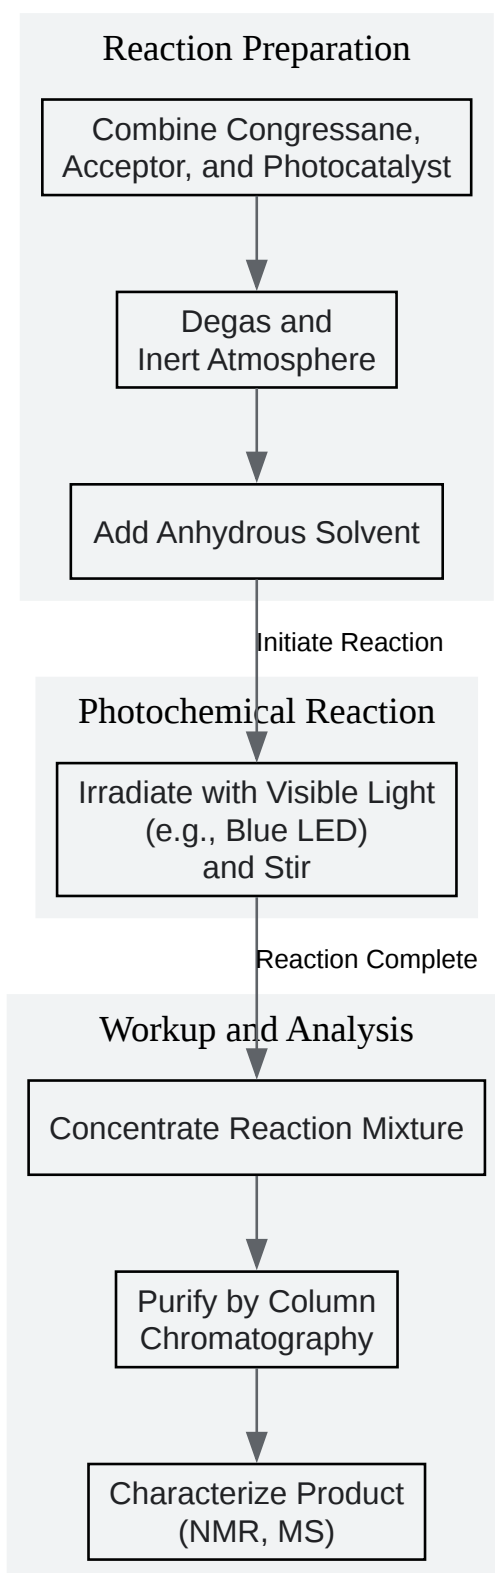 Reaction Preparation
Combine Congressane,
Acceptor, and Photocatalyst
Degas and
Inert Atmosphere
Add Anhydrous Solvent
Initiate Reaction
Photochemical Reaction
Irradiate with Visible Light
(e.g., Blue LED)
and Stir
Reaction Complete
Workup and Analysis
Concentrate Reaction Mixture
Purify by Column
Chromatography
Characterize Product
(NMR, MS)